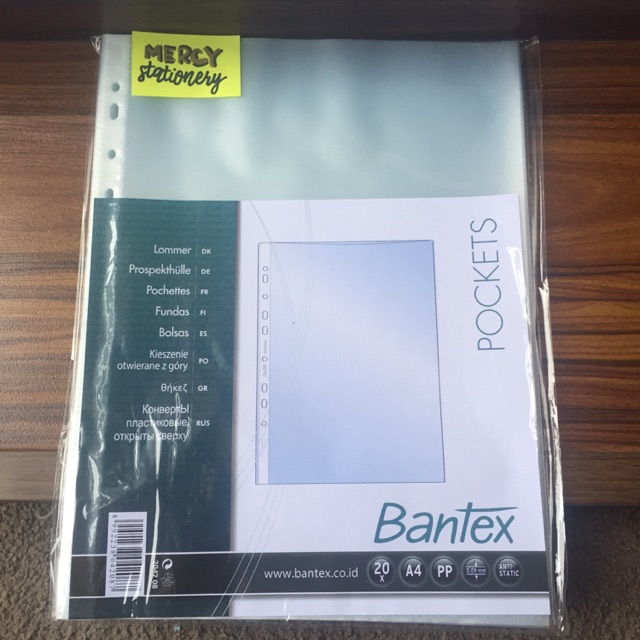 MERCY
stationery
Lommer DK
Prospekthülle DE
Pochettes FR
Fundas FI
Bolsas ES
Kieszenie
otwierane z góry PO
θήκεζ GR
КонвертЫ
пластиковые, RUS
открыты сверху
POCKETS
Bantex
www.bantex.co.id
20 x
A4
PP
ANTI-
STATIC